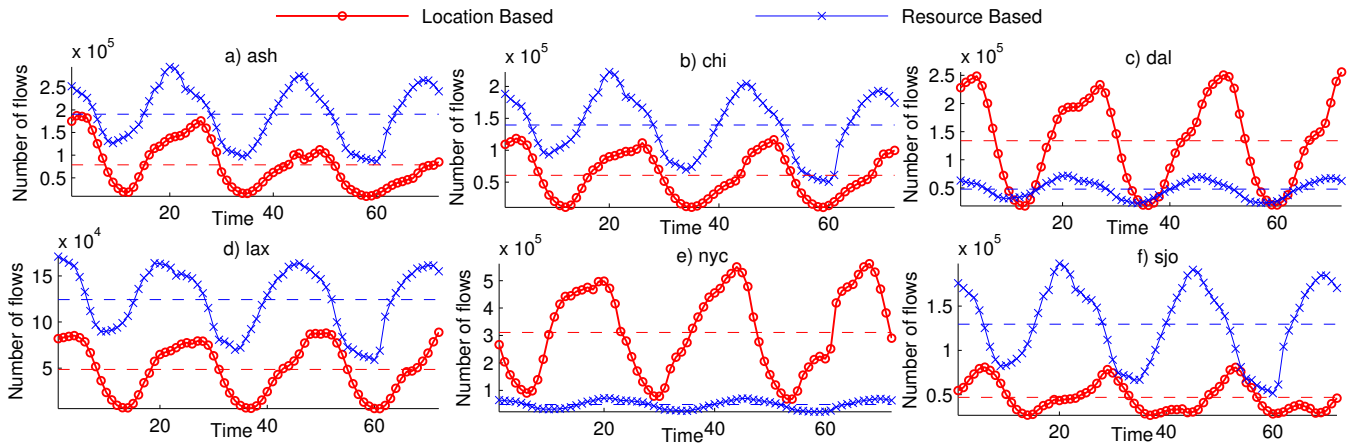 Location Based
Resource Based
x 10^5
a) ash
Number of flows
2.5
2
1.5
1
0.5
20
40
60
Time
x 10^5
b) chi
Number of flows
2
1.5
1
0.5
20
40
60
Time
x 10^5
c) dal
Number of flows
2.5
2
1.5
1
0.5
20
40
60
Time
x 10^4
d) lax
Number of flows
15
10
5
20
40
60
Time
x 10^5
e) nyc
Number of flows
5
4
3
2
1
20
40
60
Time
x 10^5
f) sjo
Number of flows
1.5
1
0.5
20
40
60
Time